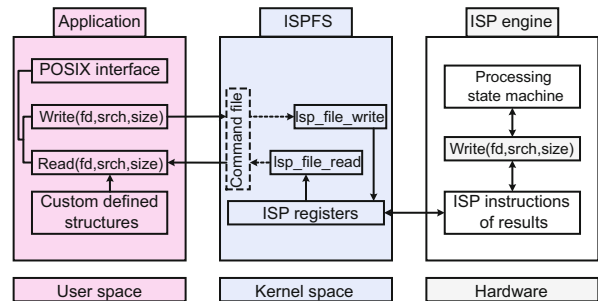 Application
POSIX interface
Write(fd,srch,size)
Read(fd,srch,size)
Custom defined
structures
User space
ISPFS
Command file
Isp_file_write
Isp_file_read
ISP registers
Kernel space
ISP engine
Processing
state machine
Write(fd,srch,size)
ISP instructions
of results
Hardware